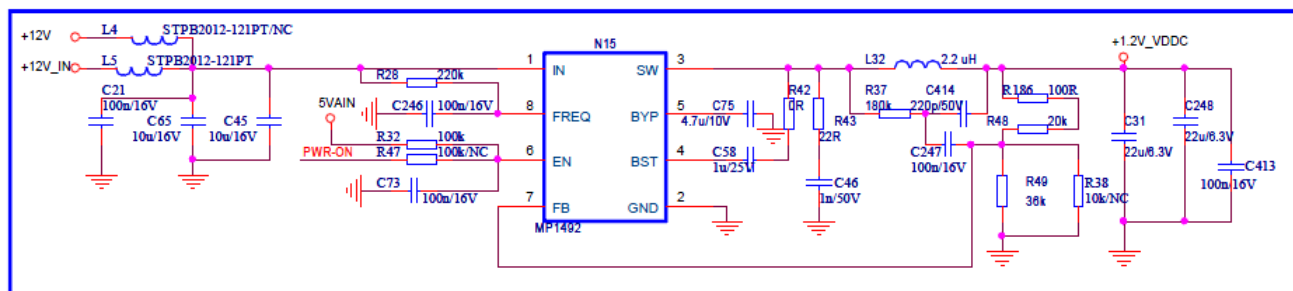 L4 STPB2012-121PT/NC
+12V
+12V_IN L5 STPB2012-121PT
C21
100n/16V
C65
10u/16V
C45
10u/16V
R28 220k
5VAIN
C246 100n/16V
R32 100k
PWR-ON R47 100k/NC
C73
100n/16V
N15
1 IN SW 3
8 FREQ BYP 5
6 EN BST 4
7 FB GND 2
MP1492
C75
4.7u/10V
R42
0R
C58
1u/25V
R43
22R
C46
1n/50V
L32 2.2 uH
R37
180k
C414
220p/50V
C247
100n/16V
R186 100R
R48 20k
R49
36k
R38
10k/NC
+1.2V_VDDC
C31
22u/6.3V
C248
22u/6.3V
C413
100n/16V